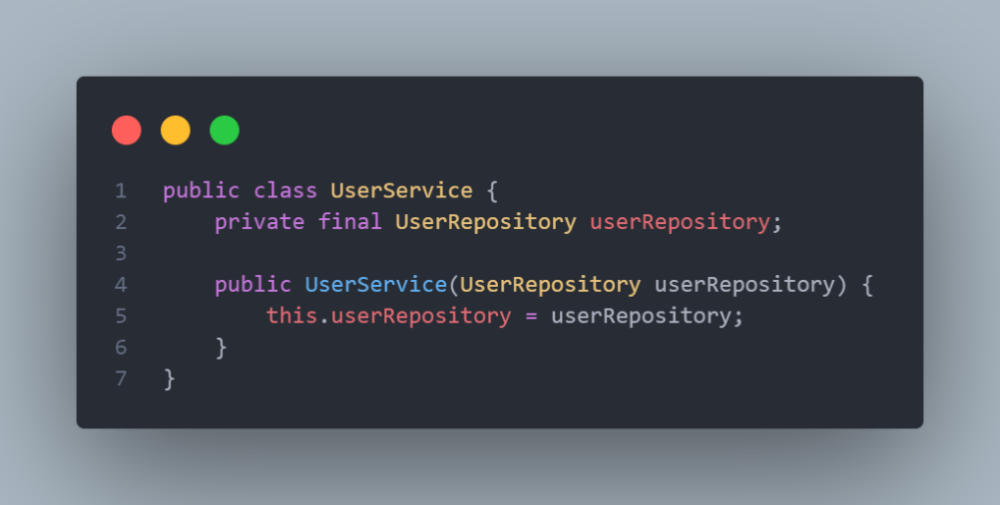 1 public class UserService {
2     private final UserRepository userRepository;
3
4     public UserService(UserRepository userRepository) {
5         this.userRepository = userRepository;
6     }
7 }